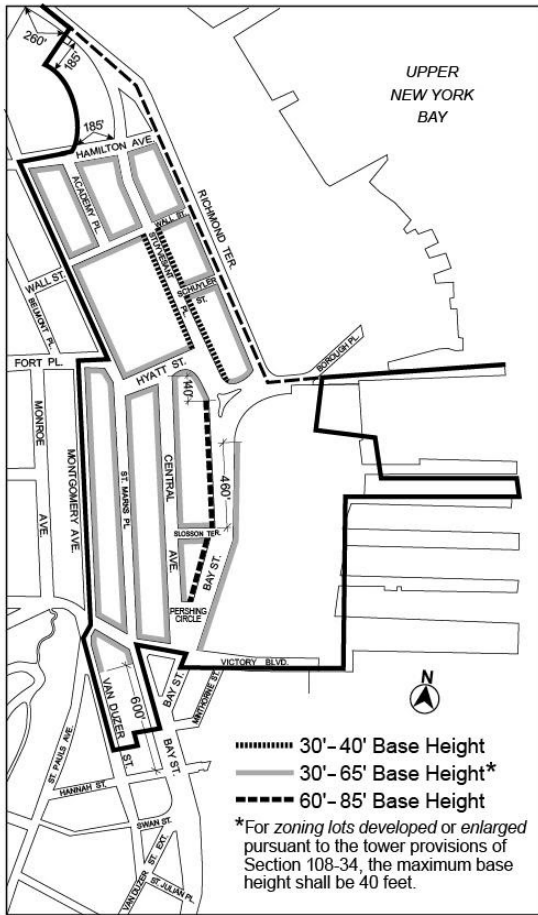 260'
185'
185'
UPPER
NEW YORK
BAY
HAMILTON AVE.
ACADEMY PL.
WALL ST.
RICHMOND TER.
STUYVESANT PL.
SCHUYLER
ST.
WALL ST.
BELMONT PL.
FORT PL.
HYATT ST.
BOROUGH PL.
140'
MONROE
AVE.
MONTGOMERY AVE.
ST. MARKS PL
CENTRAL
AVE.
460'
SLOSSON TER.
BAY ST.
PERSHING
CIRCLE
VICTORY BLVD.
N
BAY ST.
MINTHORNE ST.
VAN DUZER
ST.
600'
BAY ST.
ST. PAULS AVE.
HANNAH ST.
SWAN ST.
VAN DUZER ST. EXT.
ST. JULIAN PL.
30'-40' Base Height
30'-65' Base Height*
60'-85' Base Height
*For zoning lots developed or enlarged
pursuant to the tower provisions of
Section 108-34, the maximum base
height shall be 40 feet.